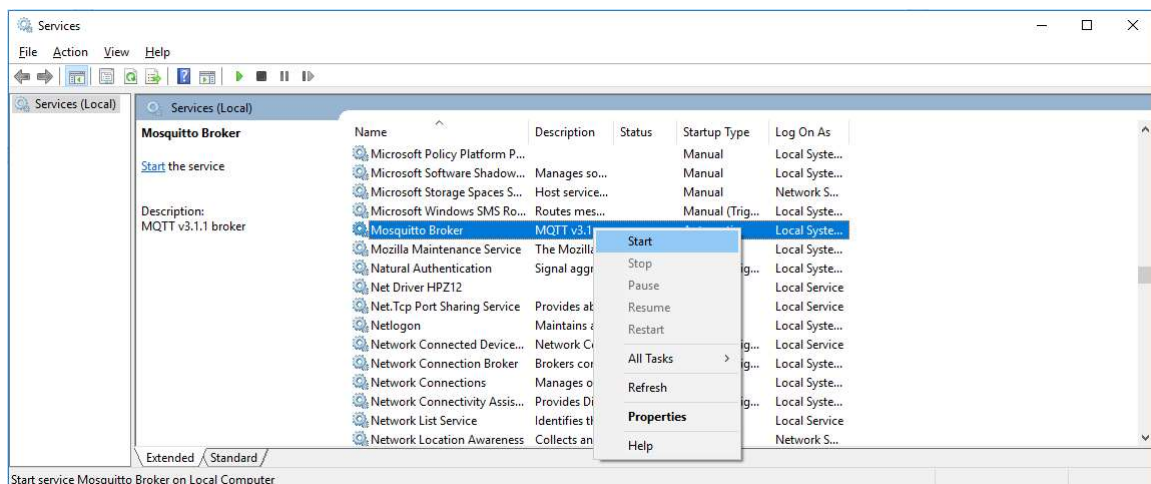 Services
File Action View Help
Services (Local)
Services (Local)
Mosquitto Broker
Start the service
Description:
MQTT v3.1.1 broker
Name Description Status Startup Type Log On As
Microsoft Policy Platform P... Manual Local Syste...
Microsoft Software Shadow... Manages so... Manual Local Syste...
Microsoft Storage Spaces S... Host service... Manual Network S...
Microsoft Windows SMS Ro... Routes mes... Manual (Trig... Local Syste...
Mosquitto Broker MQTT v3.1 Local Syste...
Mozilla Maintenance Service The Mozill Local Syste...
Natural Authentication Signal aggr ig... Local Syste...
Net Driver HPZ12 Local Service
Net.Tcp Port Sharing Service Provides ab Local Service
Netlogon Maintains Local Syste...
Network Connected Device... Network C ig... Local Service
Network Connection Broker Brokers co ig... Local Syste...
Network Connections Manages o Local Syste...
Network Connectivity Assis... Provides Di ig... Local Syste...
Network List Service Identifies t Local Service
Network Location Awareness Collects an Network S...
Start
Stop
Pause
Resume
Restart
All Tasks
Refresh
Properties
Help
Extended Standard
Start service Mosquitto Broker on Local Computer